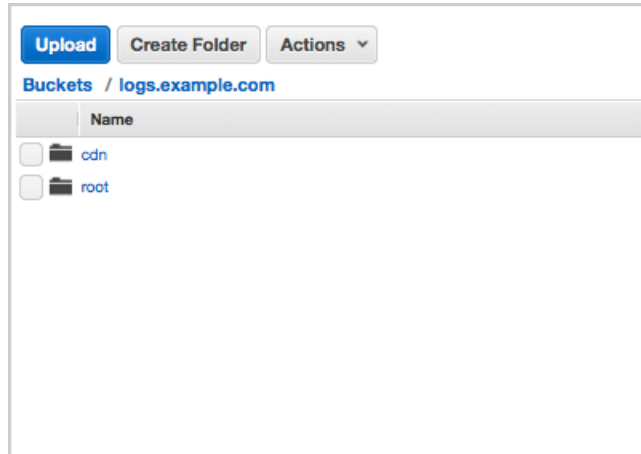 Upload Create Folder Actions
Buckets / logs.example.com
Name
cdn
root